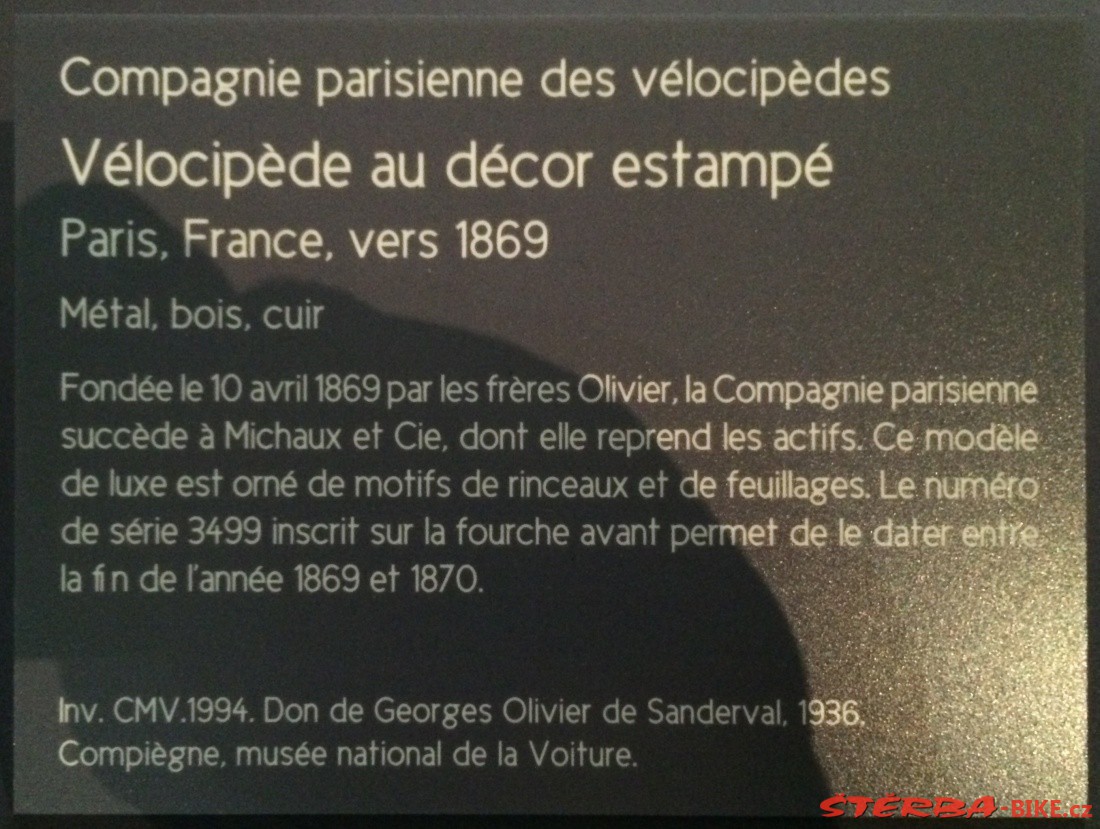 Compagnie parisienne des vélocipèdes
Vélocipède au décor estampé
Paris, France, vers 1869
Métal, bois, cuir
Fondée le 10 avril 1869 par les frères Olivier, la Compagnie parisienne
succède à Michaux et Cie, dont elle reprend les actifs. Ce modèle
de luxe est orné de motifs de rinceaux et de feuillages. Le numéro
de série 3499 inscrit sur la fourche avant permet de le dater entre
la fin de l'année 1869 et 1870.
Inv. CMV.1994. Don de Georges Olivier de Sanderval, 1936.
Compiègne, musée national de la Voiture.
ŠTĚRBA-BIKE.cz